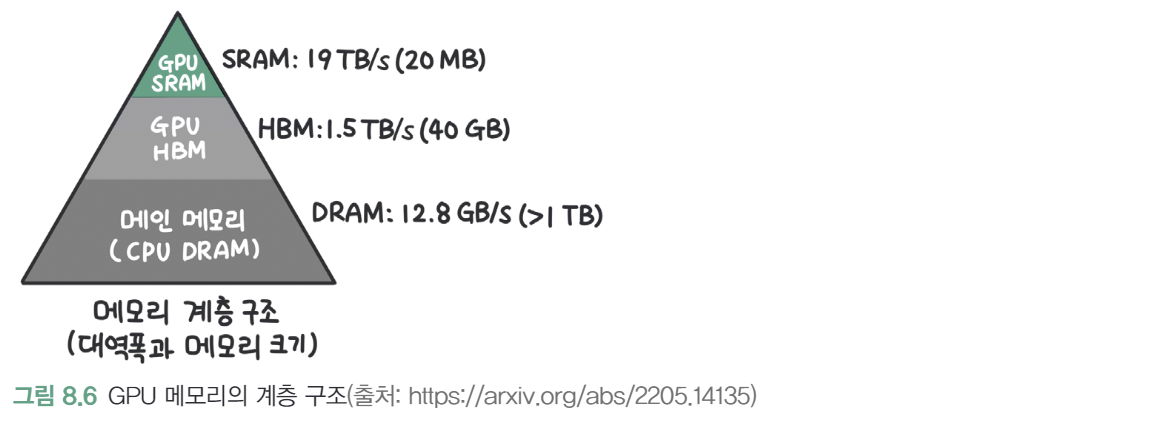 GPU
SRAM
SRAM: 19 TB/s (20 MB)
GPU
HBM
HBM: 1.5 TB/s (40 GB)
메인 메모리
(CPU DRAM)
DRAM: 12.8 GB/s (>1 TB)
메모리 계층 구조
(대역폭과 메모리 크기)
그림 8.6 GPU 메모리의 계층 구조(출처: https://arxiv.org/abs/2205.14135)